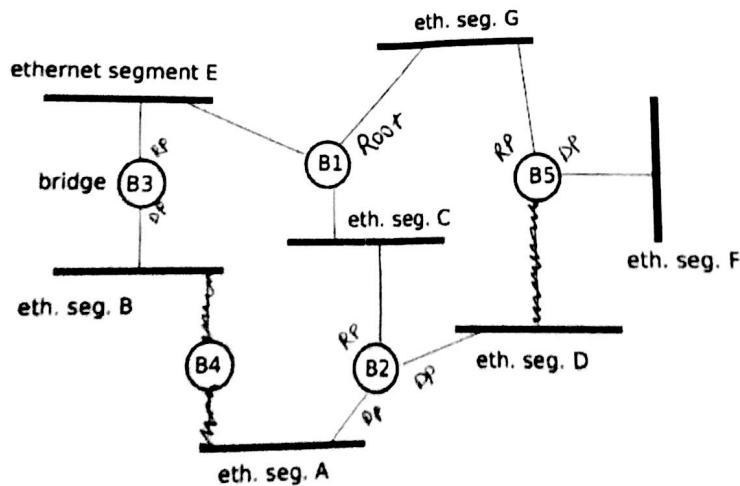 eth. seg. G
ethernet segment E
Root
B1
RP
bridge
B3
DP
RP
DP
B5
eth. seg. C
eth. seg. F
eth. seg. B
RP
B4
B2
DP
eth. seg. D
DP
eth. seg. A